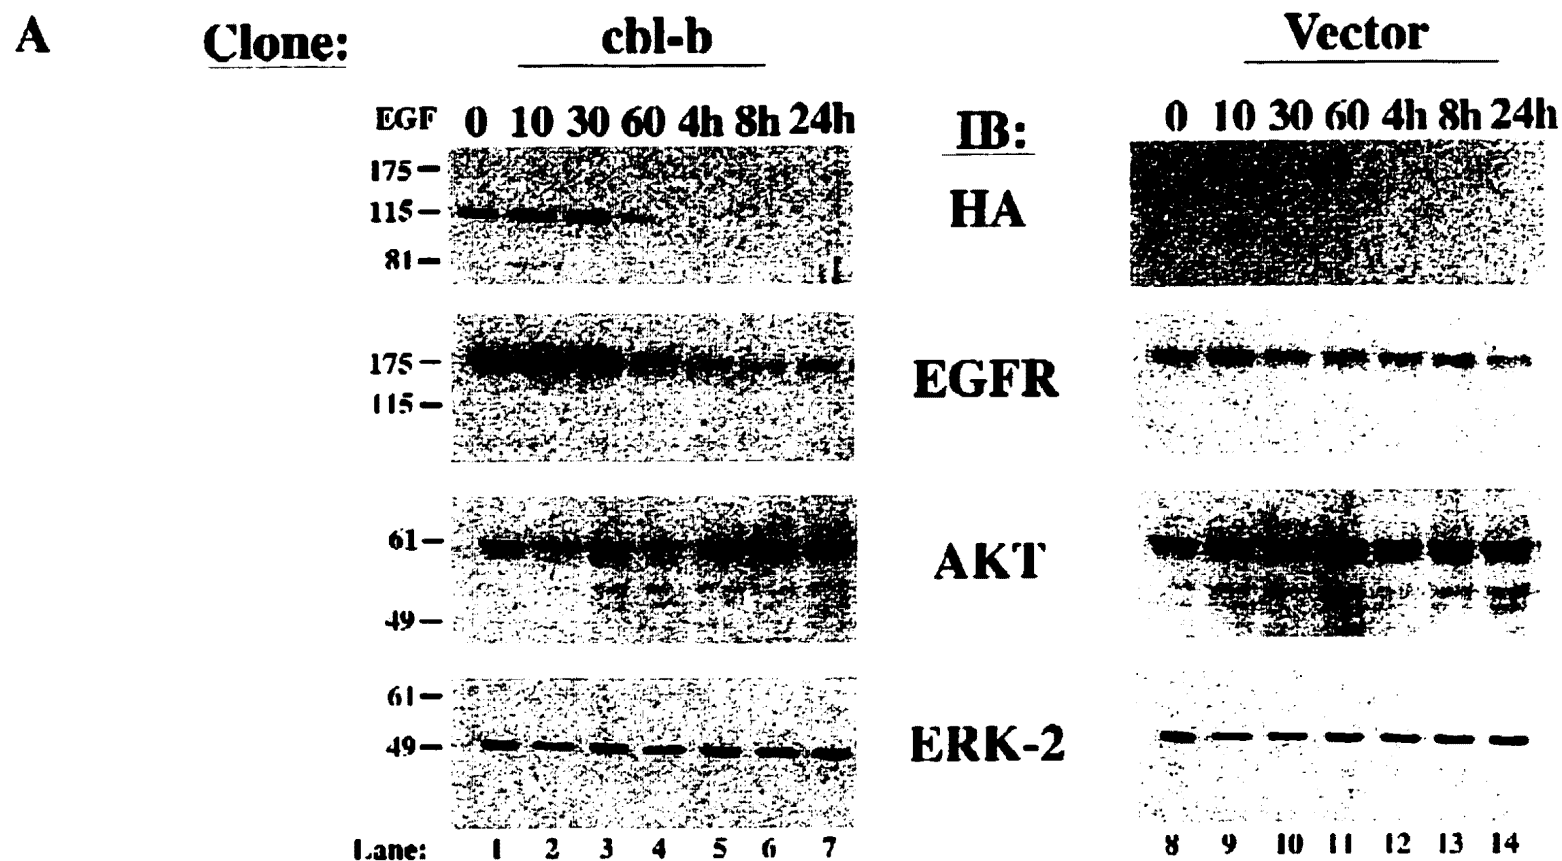 A
Clone: cbl-b Vector
EGF 0 10 30 60 4h 8h 24h IB: 0 10 30 60 4h 8h 24h
175
115
81
HA
175
115
EGFR
61
49
AKT
61
49
ERK-2
Lane: 1 2 3 4 5 6 7 8 9 10 11 12 13 14